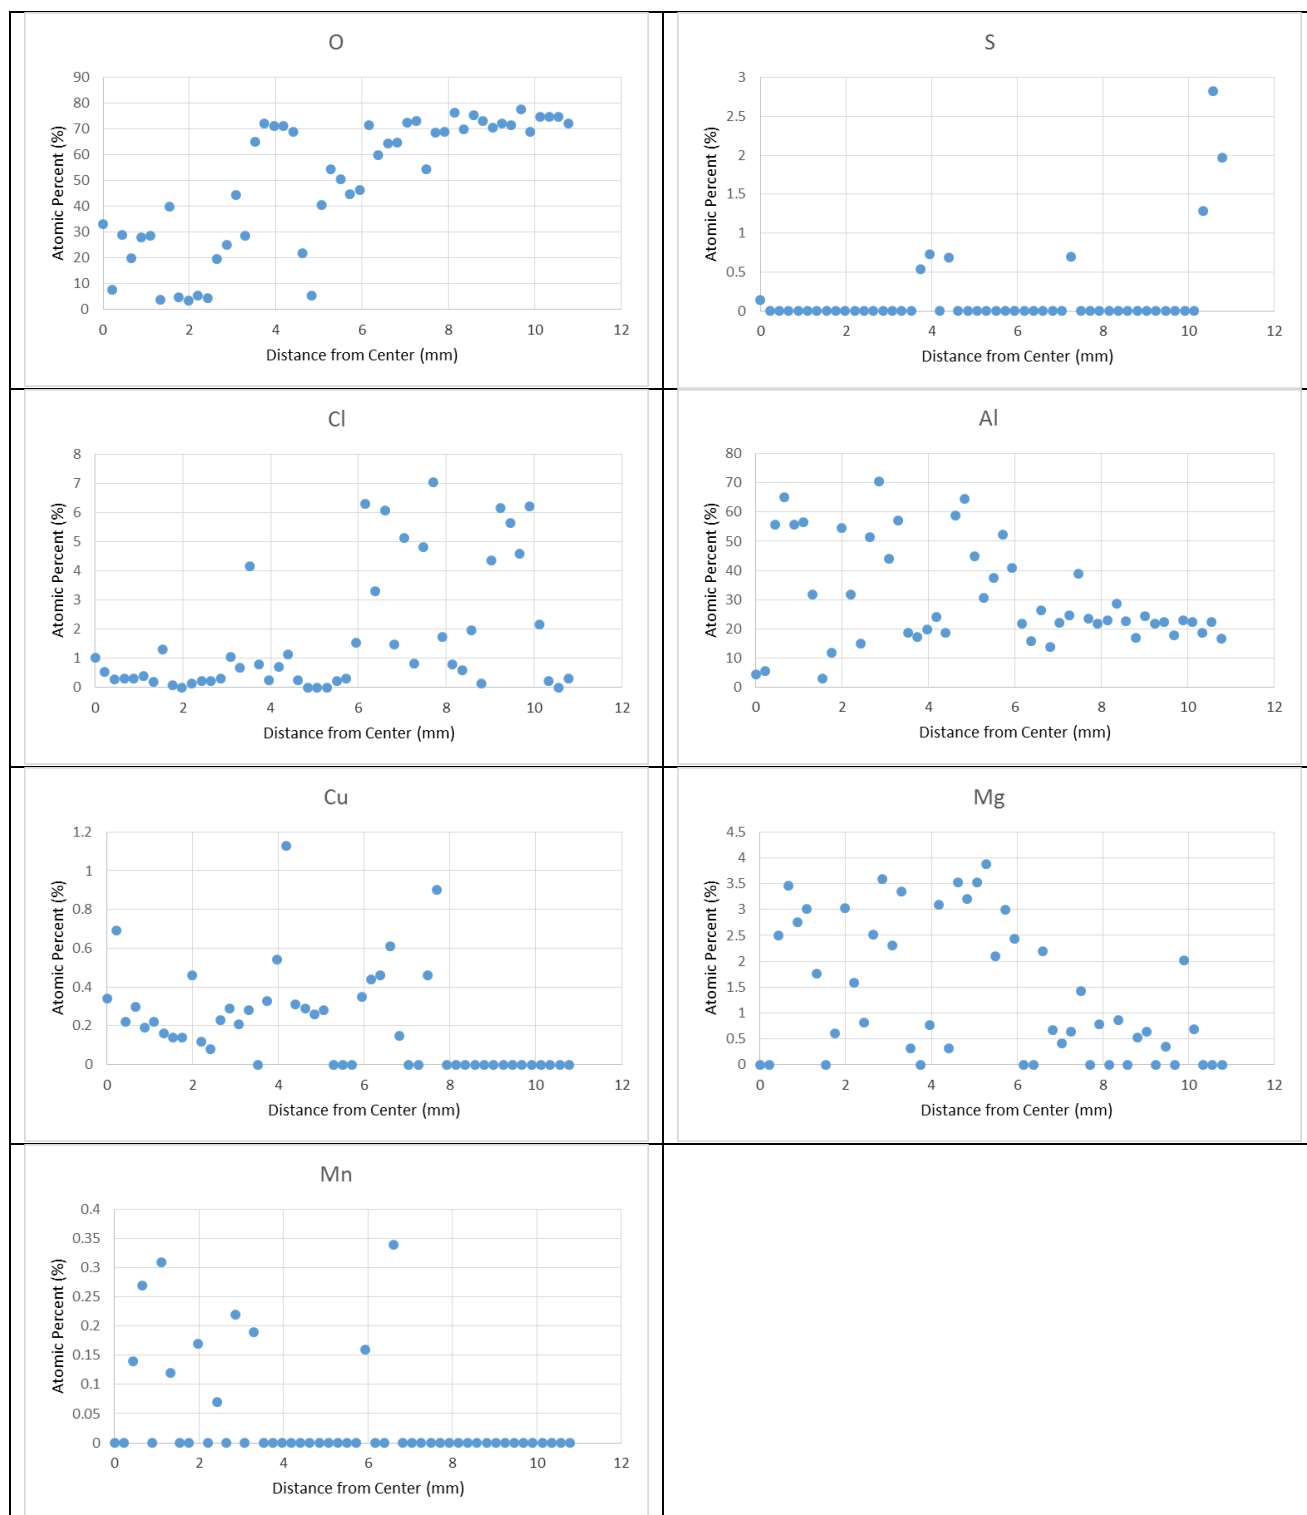 O
90
80
70
60
50
40
30
20
10
0
0 2 4 6 8 10 12
Atomic Percent (%)
Distance from Center (mm)
S
3
2.5
2
1.5
1
0.5
0
0 2 4 6 8 10 12
Atomic Percent (%)
Distance from Center (mm)
Cl
8
7
6
5
4
3
2
1
0
0 2 4 6 8 10 12
Atomic Percent (%)
Distance from Center (mm)
Al
80
70
60
50
40
30
20
10
0
0 2 4 6 8 10 12
Atomic Percent (%)
Distance from Center (mm)
Cu
1.2
1
0.8
0.6
0.4
0.2
0
0 2 4 6 8 10 12
Atomic Percent (%)
Distance from Center (mm)
Mg
4.5
4
3.5
3
2.5
2
1.5
1
0.5
0
0 2 4 6 8 10 12
Atomic Percent (%)
Distance from Center (mm)
Mn
0.4
0.35
0.3
0.25
0.2
0.15
0.1
0.05
0
0 2 4 6 8 10 12
Atomic Percent (%)
Distance from Center (mm)